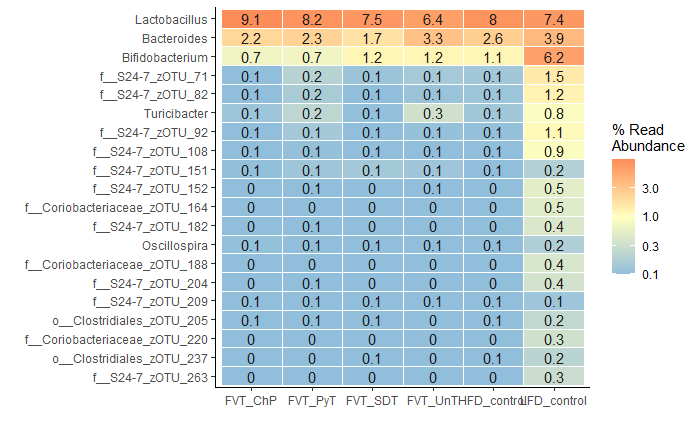 Lactobacillus 9.1 8.2 7.5 6.4 8 7.4
Bacteroides 2.2 2.3 1.7 3.3 2.6 3.9
Bifidobacterium 0.7 0.7 1.2 1.2 1.1 6.2
f__S24-7_zOTU_71 0.1 0.2 0.1 0.1 0.1 1.5
f__S24-7_zOTU_82 0.1 0.2 0.1 0.1 0.1 1.2
Turicibacter 0.1 0.2 0.1 0.3 0.1 0.8
f__S24-7_zOTU_92 0.1 0.1 0.1 0.1 0.1 1.1
f__S24-7_zOTU_108 0.1 0.1 0.1 0.1 0.1 0.9
f__S24-7_zOTU_151 0.1 0.1 0.1 0.1 0.1 0.2
f__S24-7_zOTU_152 0 0.1 0 0.1 0 0.5
f__Coriobacteriaceae_zOTU_164 0 0 0 0 0 0.5
f__S24-7_zOTU_182 0 0.1 0 0 0 0.4
Oscillospira 0.1 0.1 0.1 0.1 0.1 0.2
f__Coriobacteriaceae_zOTU_188 0 0 0 0 0 0.4
f__S24-7_zOTU_204 0 0.1 0 0 0 0.4
f__S24-7_zOTU_209 0.1 0.1 0.1 0.1 0.1 0.1
o__Clostridiales_zOTU_205 0.1 0.1 0.1 0 0.1 0.2
f__Coriobacteriaceae_zOTU_220 0 0 0 0 0 0.3
o__Clostridiales_zOTU_237 0 0 0.1 0 0.1 0.2
f__S24-7_zOTU_263 0 0 0 0 0 0.3
FVT_ChP FVT_PyT FVT_SDT FVT_UnT HFD_control LFD_control
% Read
Abundance
3.0
1.0
0.3
0.1